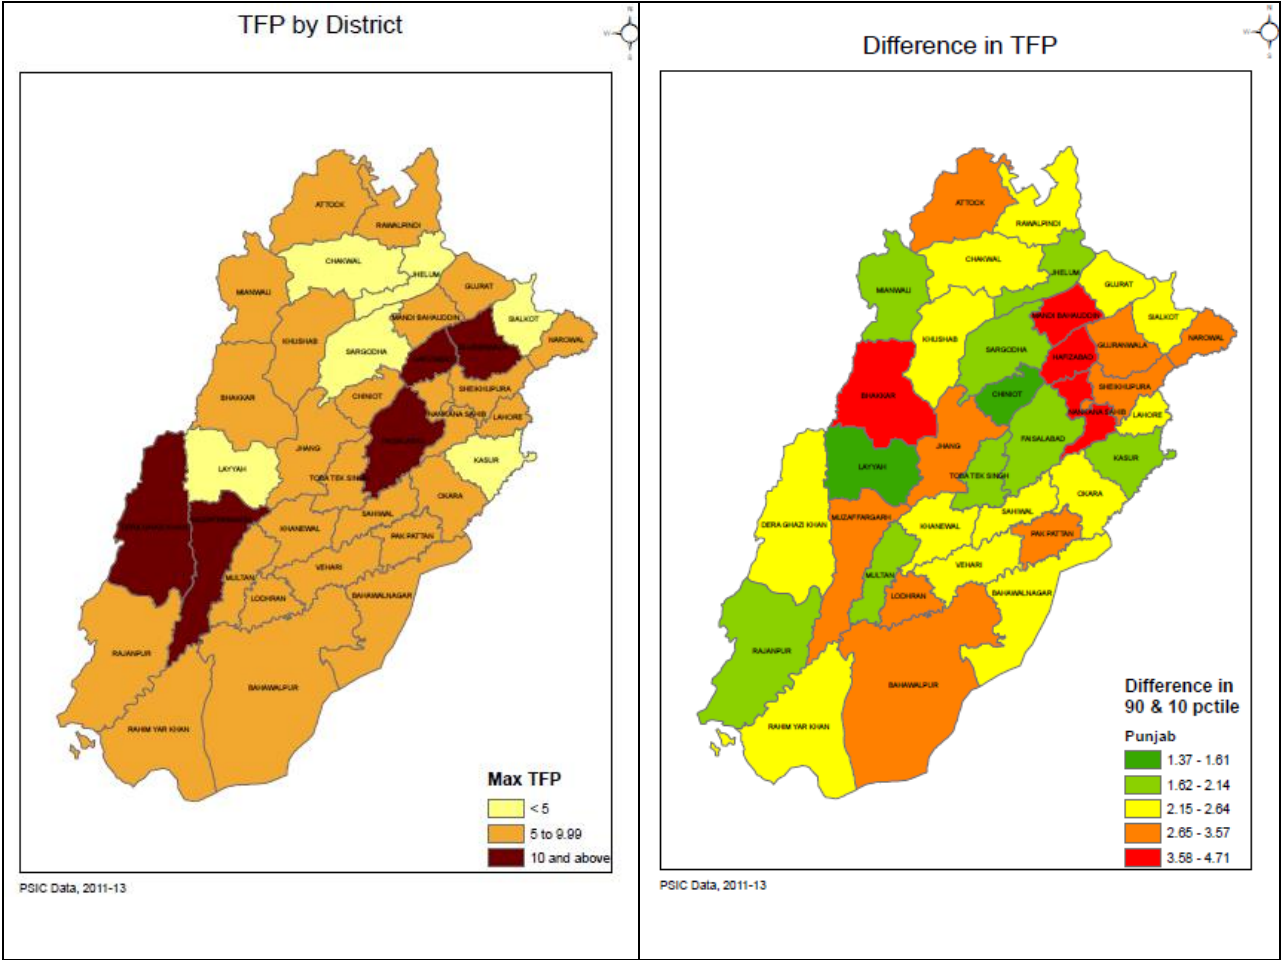 TFP by District
N
W
S
ATTOCK
RAWALPINDI
CHAKWAL
JHELUM
MIANWALI
GUJRAT
MANDI BAHAUDDIN
SIALKOT
KHUSHAB
NAROWAL
SARGODHA
SHEIKHUPURA
BHAKKAR
CHINIOT
NANKANA SAHIB
LAHORE
JHANG
KASUR
LAYYAH
TOBA TEK SINGH
OKARA
SAHIWAL
KHANEWAL
PAK PATTAN
VEHARI
MULTAN
LODHRAN
BAHAWALNAGAR
RAJANPUR
BAHAWALPUR
RAHIM YAR KHAN
Max TFP
< 5
5 to 9.99
10 and above
PSIC Data, 2011-13
Difference in TFP
N
W
S
ATTOCK
RAWALPINDI
CHAKWAL
JHELUM
MIANWALI
GUJRAT
MANDI BAHAUDDIN
SIALKOT
KHUSHAB
NAROWAL
SARGODHA
GUJRANWALA
HAFIZABAD
SHEIKHUPURA
BHAKKAR
CHINIOT
NANKANA SAHIB
LAHORE
FAISALABAD
JHANG
KASUR
LAYYAH
TOBA TEK SINGH
OKARA
SAHIWAL
MUZAFFARGARH
DERA GHAZI KHAN
KHANEWAL
PAK PATTAN
VEHARI
MULTAN
LODHRAN
BAHAWALNAGAR
RAJANPUR
BAHAWALPUR
RAHIM YAR KHAN
Difference in
90 & 10 pctile
Punjab
1.37 - 1.61
1.62 - 2.14
2.15 - 2.64
2.65 - 3.57
3.58 - 4.71
PSIC Data, 2011-13